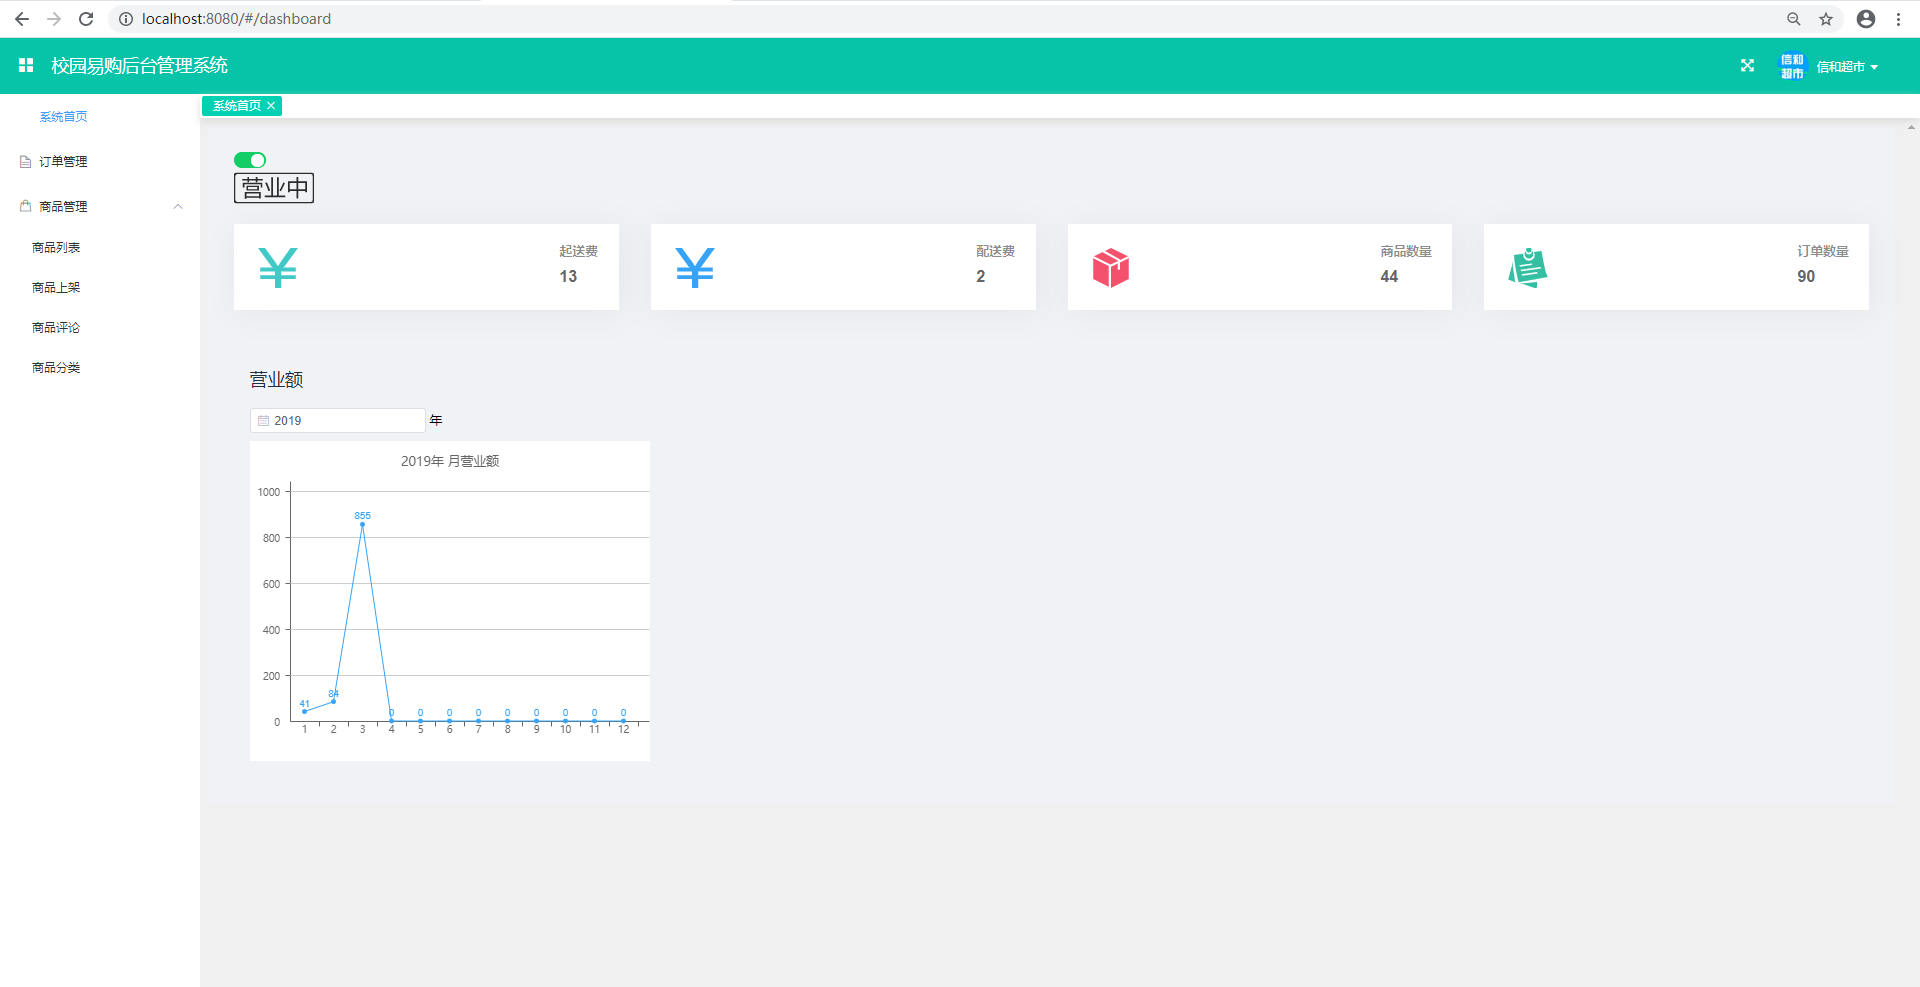 localhost:8080/#/dashboard
校园易购后台管理系统
信和
超市
信和超市
系统首页
订单管理
商品管理
商品列表
商品上架
商品评论
商品分类
系统首页
营业中
起送费
13
配送费
2
商品数量
44
订单数量
90
营业额
2019 年
2019年 月营业额
1000
800
600
400
200
0
855
41 84 0 0 0 0 0 0 0 0 0
1 2 3 4 5 6 7 8 9 10 11 12